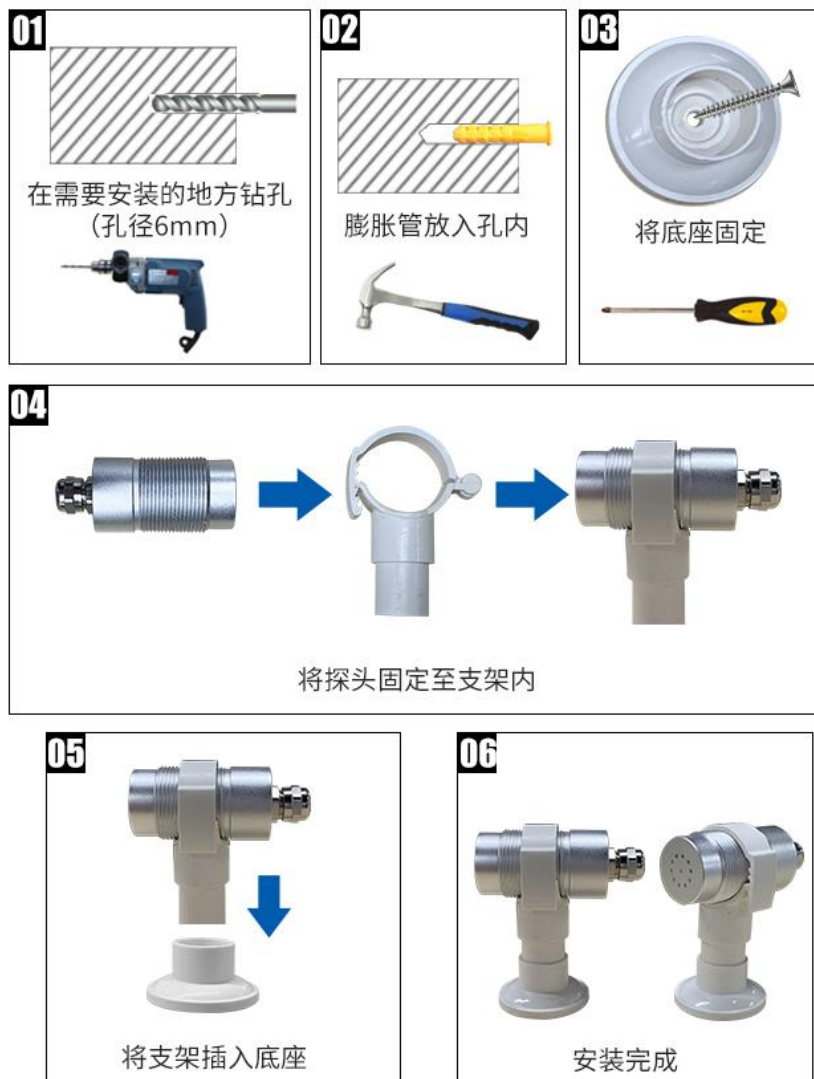 01
在需要安装的地方钻孔
（孔径6mm）
02
膨胀管放入孔内
03
将底座固定
04
将探头固定至支架内
05
将支架插入底座
06
安装完成